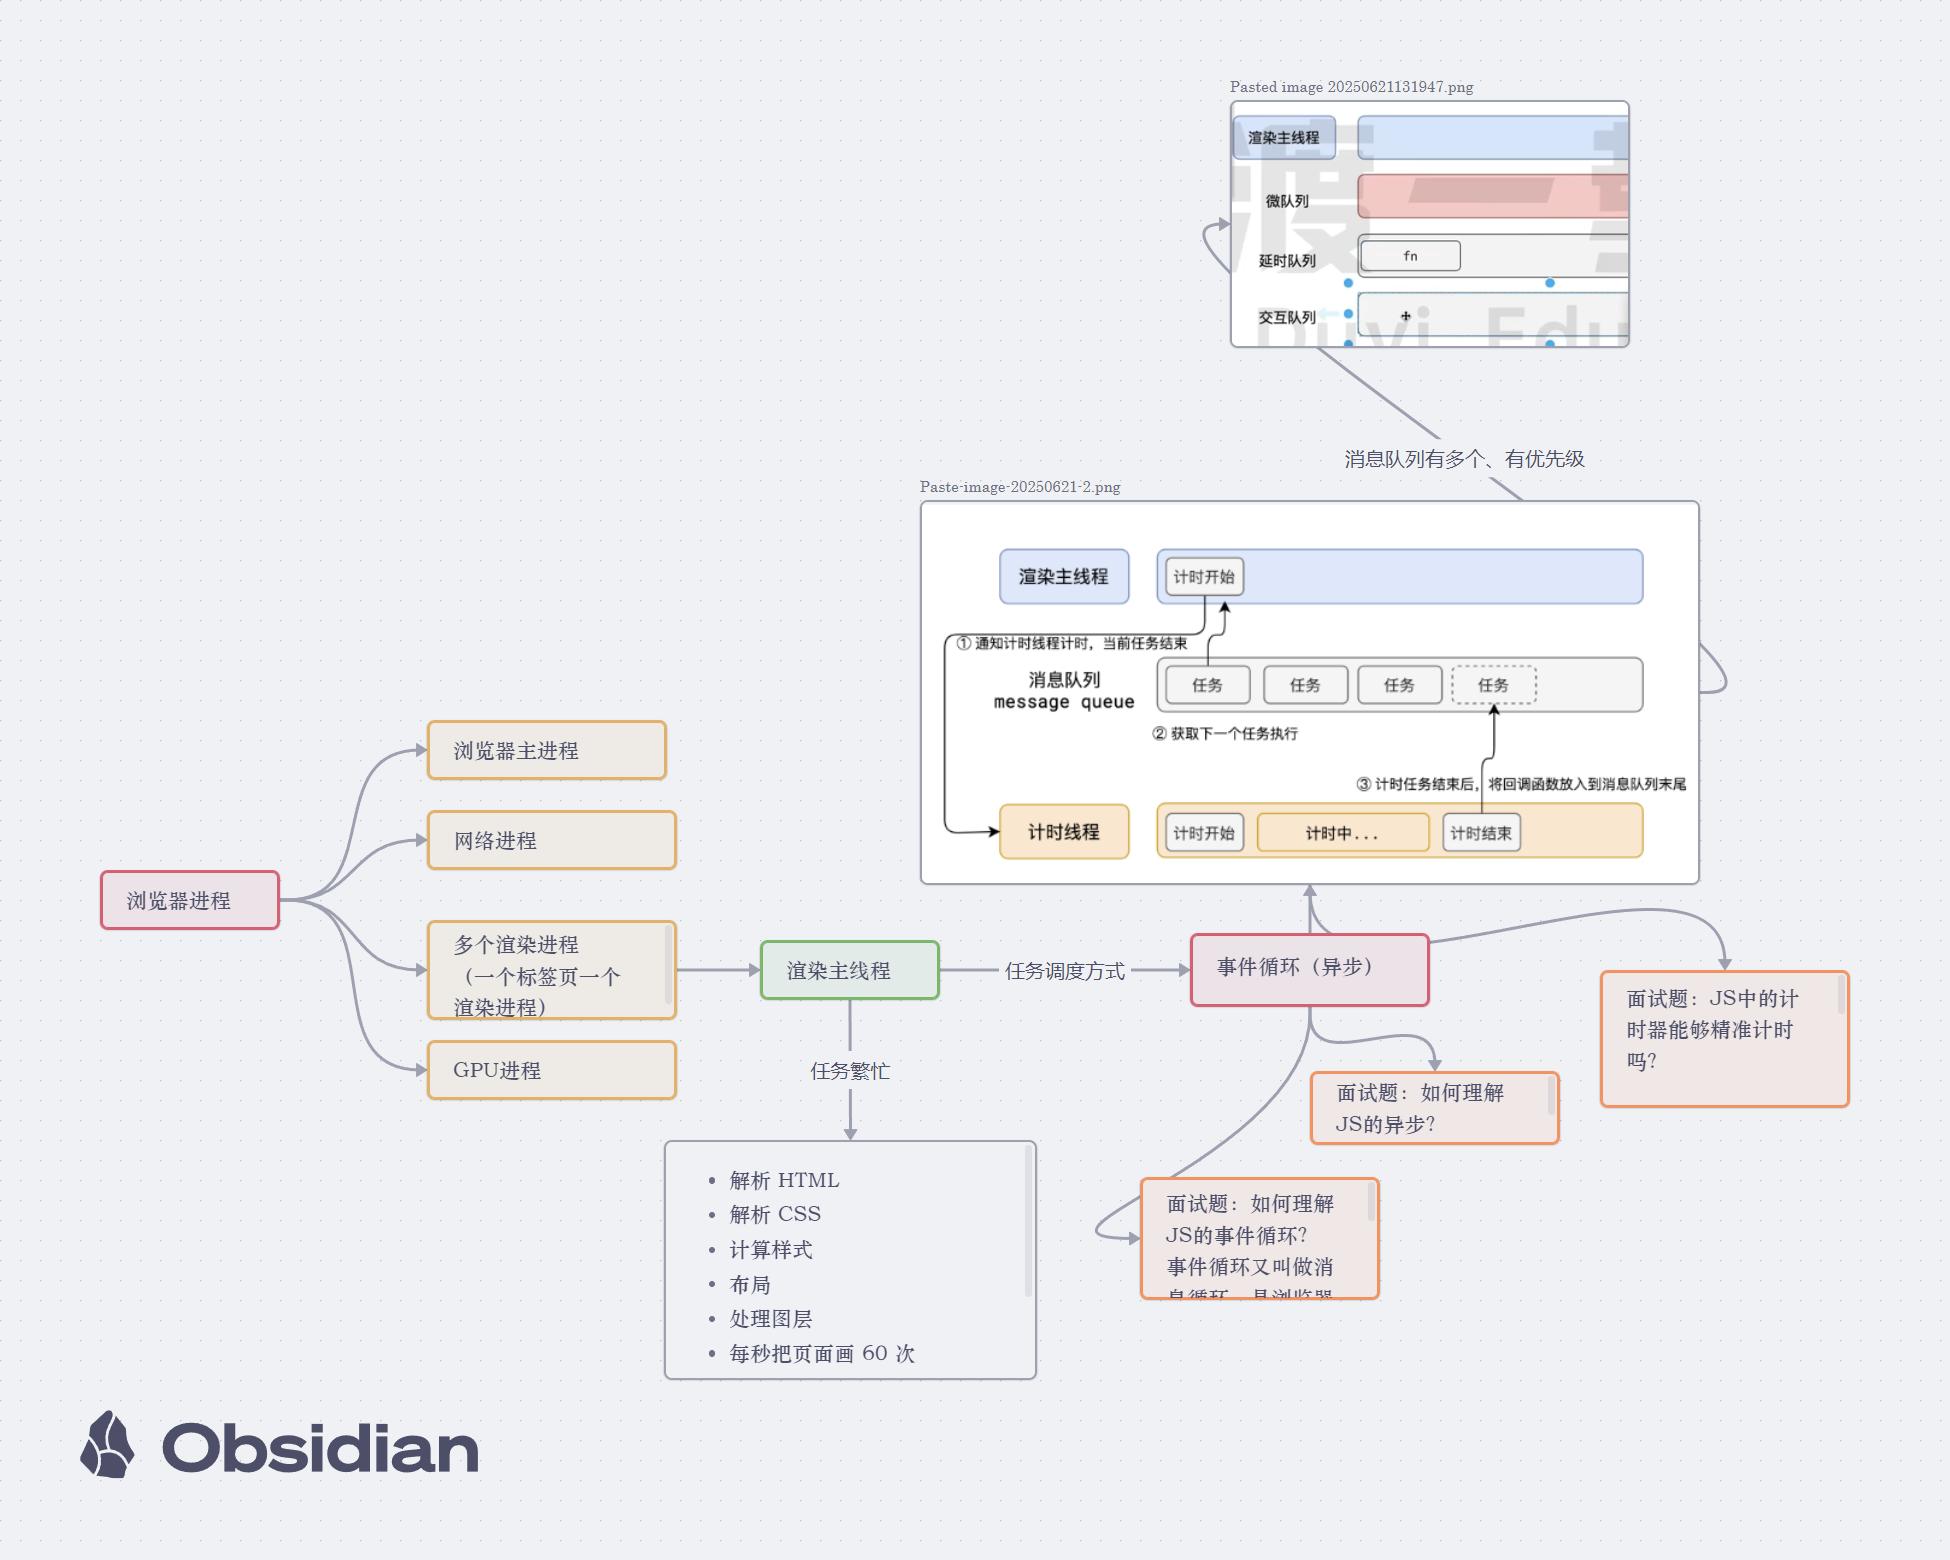 Pasted image 20250621131947.png
渲染主线程
微队列
延时队列
fn
交互队列
Duyi Edu
消息队列有多个、有优先级
Paste-image-20250621-2.png
渲染主线程
计时开始
① 通知计时线程计时，当前任务结束
消息队列
message queue
任务
任务
任务
任务
② 获取下一个任务执行
③ 计时任务结束后，将回调函数放入到消息队列末尾
计时线程
计时开始
计时中...
计时结束
浏览器进程
浏览器主进程
网络进程
多个渲染进程
（一个标签页一个
渲染进程）
GPU进程
渲染主线程
任务调度方式
事件循环（异步）
任务繁忙
解析 HTML
解析 CSS
计算样式
布局
处理图层
每秒把页面画 60 次
面试题：JS中的计
时器能够精准计时
吗？
面试题：如何理解
JS的异步？
面试题：如何理解
JS的事件循环？
事件循环又叫做消
息循环，是浏览器
Obsidian